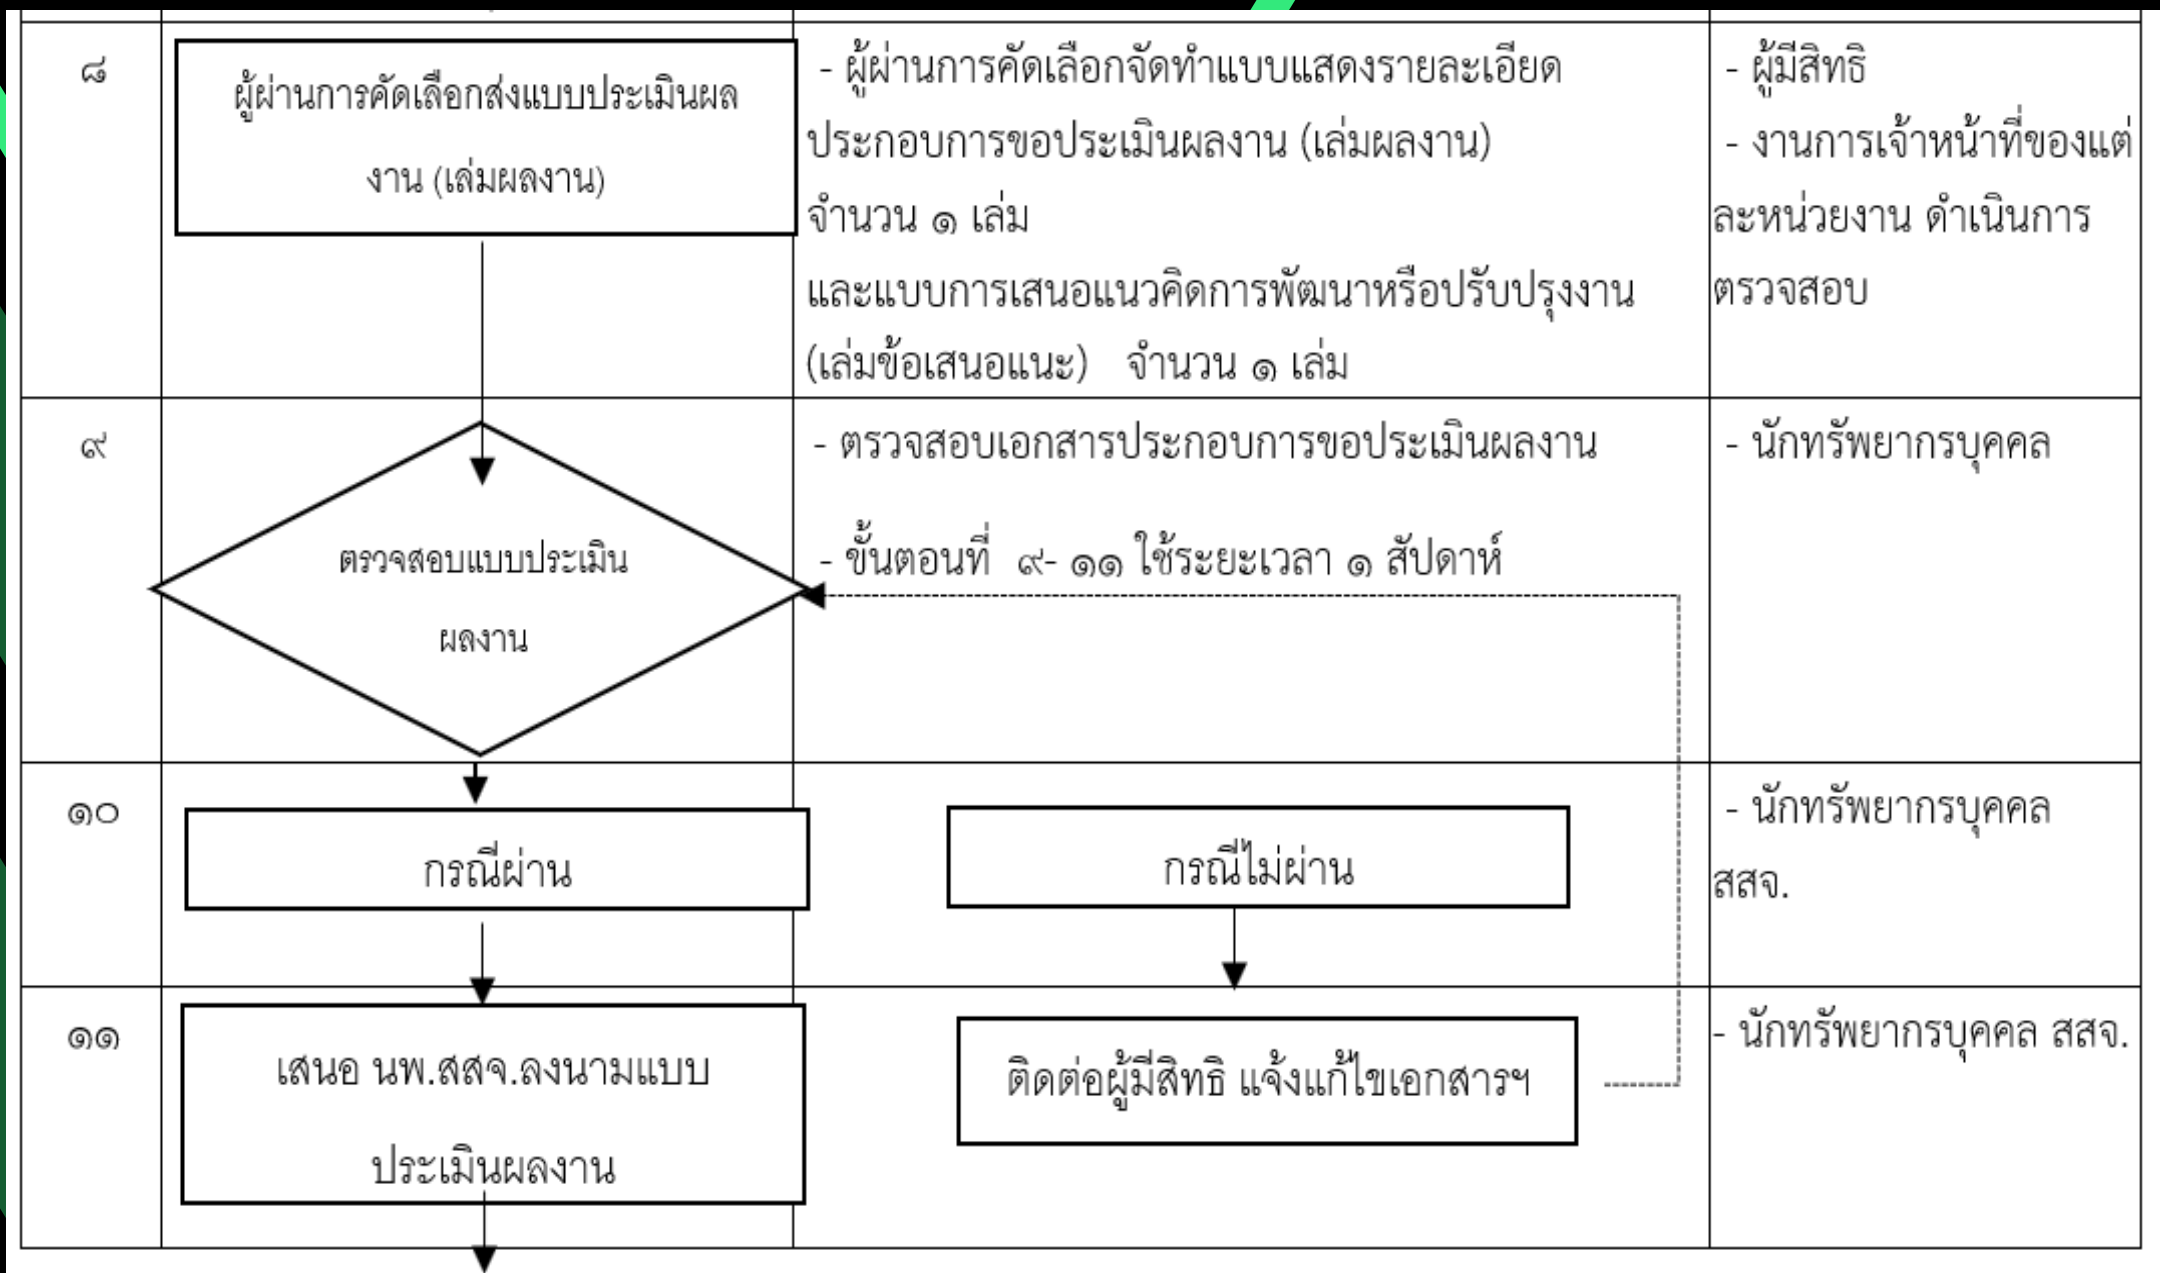 ๘
ผู้ผ่านการคัดเลือกส่งแบบประเมินผล
งาน (เล่มผลงาน)
- ผู้ผ่านการคัดเลือกจัดทำแบบแสดงรายละเอียด
ประกอบการขอประเมินผลงาน (เล่มผลงาน)
จำนวน ๑ เล่ม
และแบบการเสนอแนวคิดการพัฒนาหรือปรับปรุงงาน
(เล่มข้อเสนอแนะ) จำนวน ๑ เล่ม
- ผู้มีสิทธิ
- งานการเจ้าหน้าที่ของแต่
ละหน่วยงาน ดำเนินการ
ตรวจสอบ
๙
ตรวจสอบแบบประเมิน
ผลงาน
- ตรวจสอบเอกสารประกอบการขอประเมินผลงาน
- ขั้นตอนที่ ๙- ๑๑ ใช้ระยะเวลา ๑ สัปดาห์
- นักทรัพยากรบุคคล
๑๐
กรณีผ่าน
กรณีไม่ผ่าน
- นักทรัพยากรบุคคล
สสจ.
๑๑
เสนอ นพ.สสจ.ลงนามแบบ
ประเมินผลงาน
ติดต่อผู้มีสิทธิ แจ้งแก้ไขเอกสารฯ
- นักทรัพยากรบุคคล สสจ.